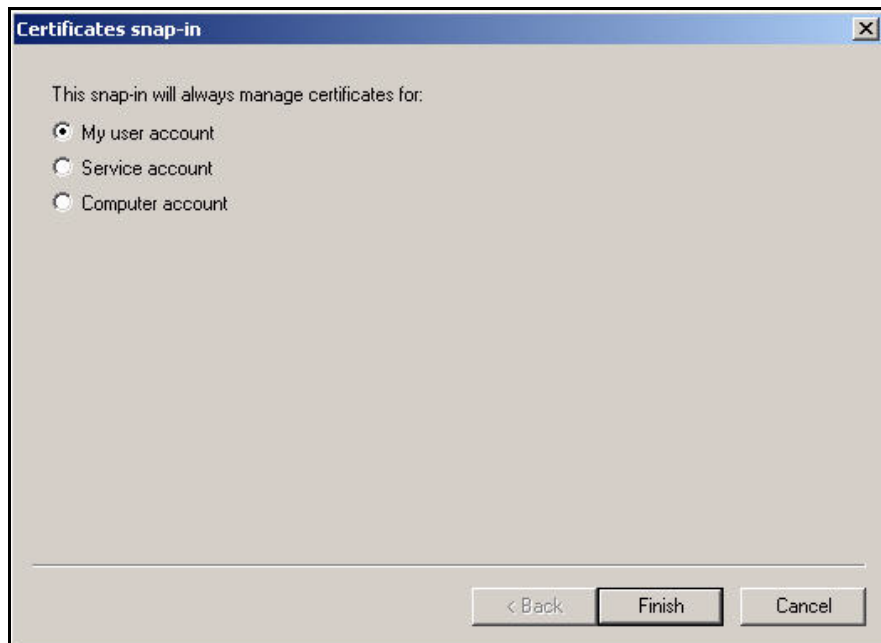 Certificates snap-in
This snap-in will always manage certificates for:
My user account
Service account
Computer account
< Back Finish Cancel